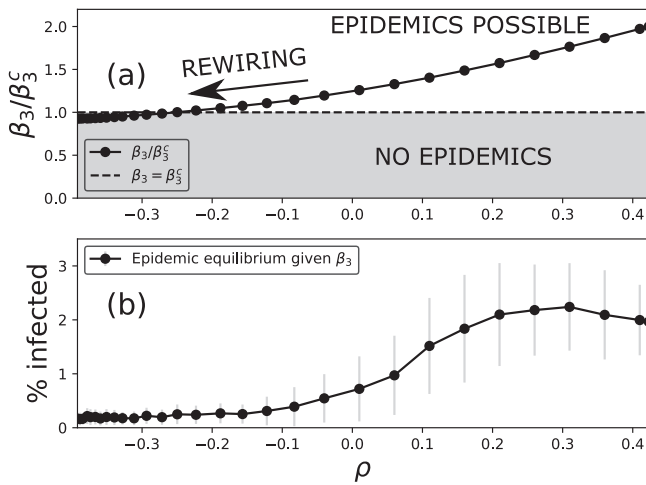 EPIDEMICS POSSIBLE
(a)
REWIRING
NO EPIDEMICS
β₃/β₃ᶜ
2.0
1.5
1.0
0.5
0.0
β₃/β₃ᶜ
β₃ = β₃ᶜ
−0.3 −0.2 −0.1 0.0 0.1 0.2 0.3 0.4
Epidemic equilibrium given β₃
(b)
% infected
3
2
1
0
−0.3 −0.2 −0.1 0.0 0.1 0.2 0.3 0.4
ρ